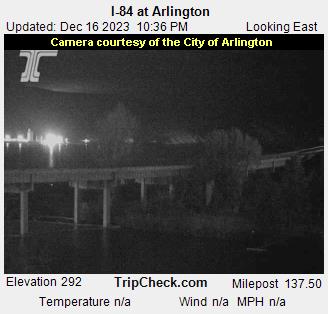 I-84 at Arlington
Updated: Dec 16 2023 10:36 PM Looking East
Camera courtesy of the City of Arlington
Elevation 292 TripCheck.com Milepost 137.50
Temperature n/a Wind n/a MPH n/a